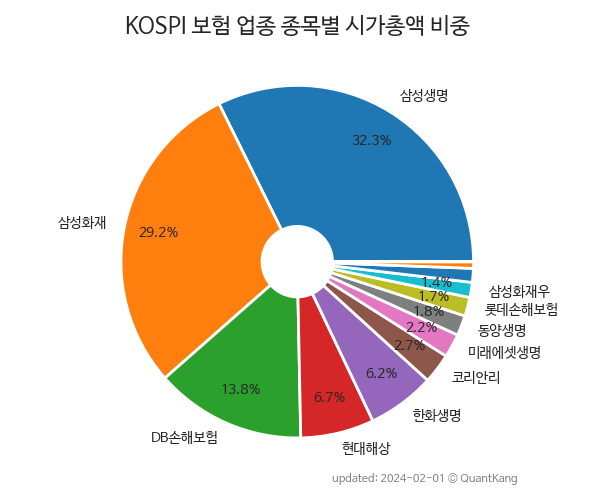 KOSPI 보험 업종 종목별 시가총액 비중
삼성생명
32.3%
삼성화재
29.2%
DB손해보험
13.8%
현대해상
6.7%
한화생명
6.2%
코리안리
2.7%
미래에셋생명
2.2%
동양생명
1.8%
롯데손해보험
1.7%
삼성화재우
1.4%
updated: 2024-02-01 © QuantKang